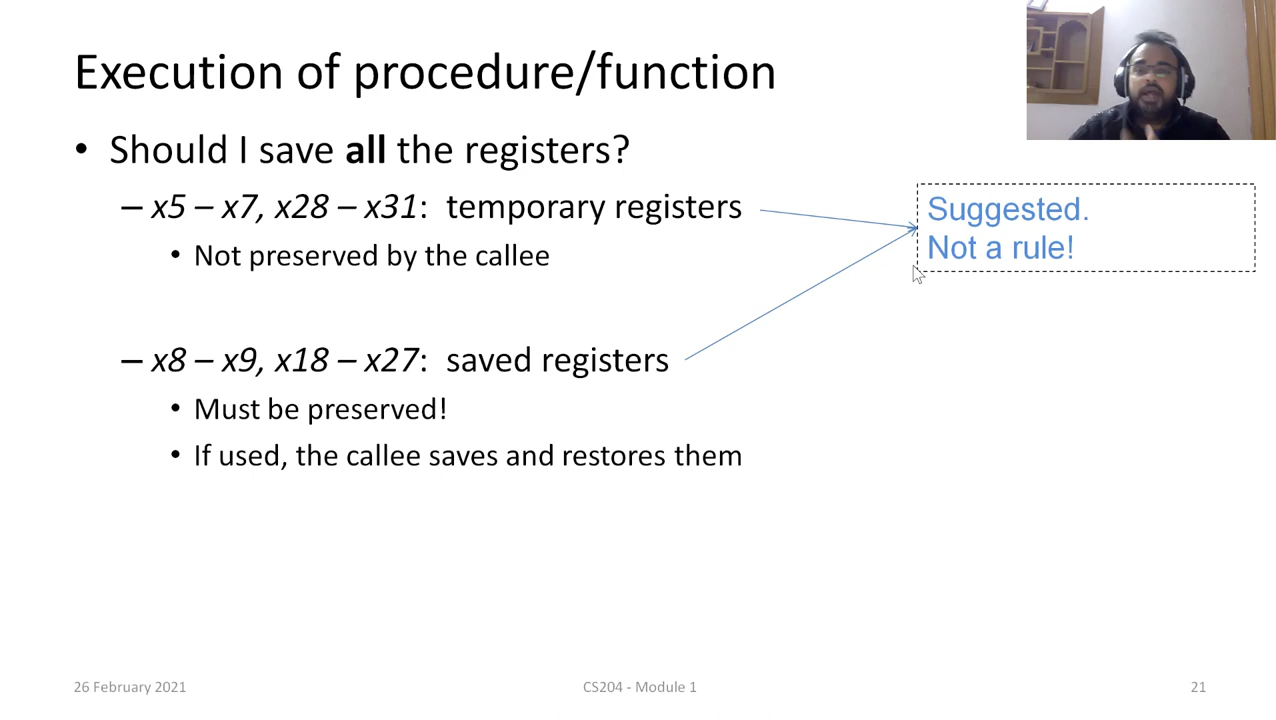 Execution of procedure/function
• Should I save all the registers?
– x5 – x7, x28 – x31: temporary registers
• Not preserved by the callee
Suggested.
Not a rule!
– x8 – x9, x18 – x27: saved registers
• Must be preserved!
• If used, the callee saves and restores them
26 February 2021
CS204 - Module 1
21